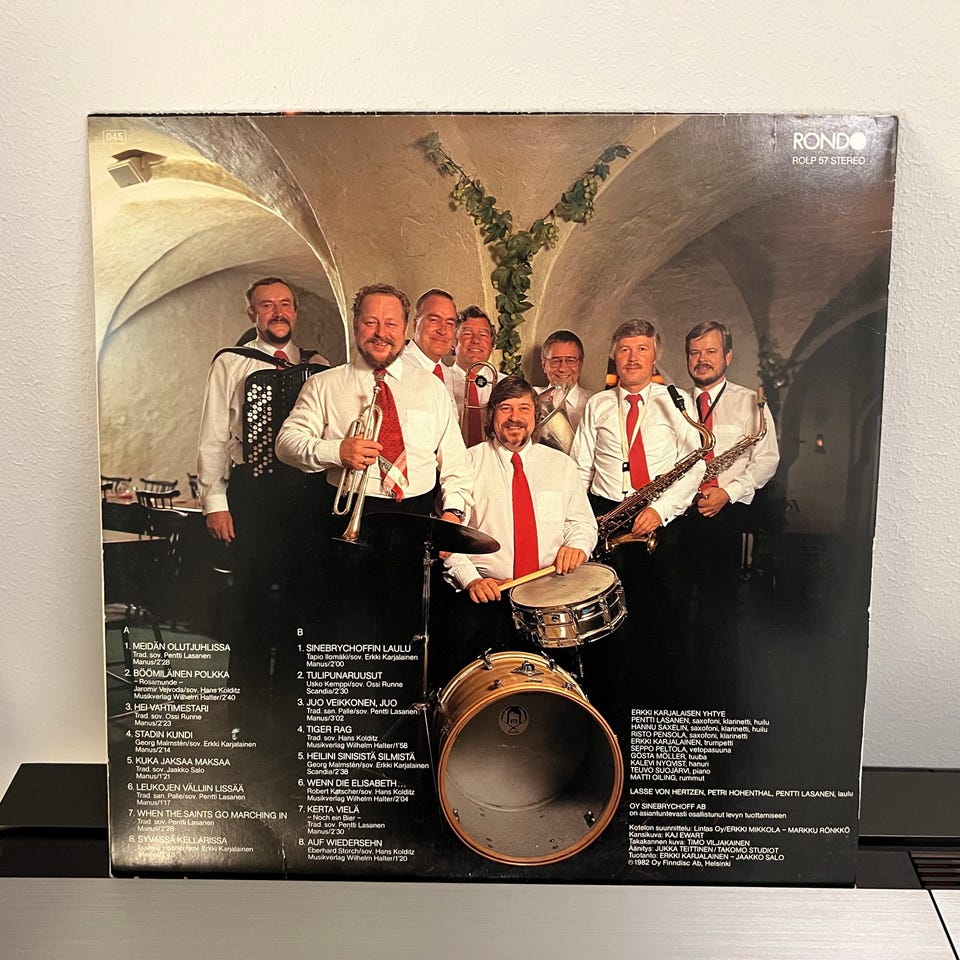 045
RONDO
ROLP 57 STEREO
A
1. MEIDÄN OLUTJUHLISSA
Trad. sov. Pentti Lasanen
Manus/2'28
2. BÖÖMILÄINEN POLKKA
– Rosamunde –
Jaromir Vejvoda/sov. Hans Kolditz
Musikverlag Wilhelm Halter/2'40
3. HEI VAHTIMESTARI
Trad. sov. Ossi Runne
Manus/2'23
4. STADIN KUNDI
Georg Malmstén/sov. Erkki Karjalainen
Manus/2'14
5. KUKA JAKSAA MAKSAA
Trad. sov. Jaakko Salo
Manus/1'21
6. LEUKOJEN VÄLLIIN LISSÄÄ
Trad. sov. Pentti Lasanen
Manus/1'17
7. WHEN THE SAINTS GO MARCHING IN
Trad. sov. Pentti Lasanen
Manus/2'28
8. SYVÄSSÄ KELLARISSA
sov. Erkki Karjalainen
B
1. SINEBRYCHOFFIN LAULU
Tapio Ilomäki/sov. Erkki Karjalainen
Manus/2'00
2. TULIPUNARUUSUT
Usko Kemppi/sov. Ossi Runne
Scandia/2'30
3. JUO VEIKKONEN, JUO
Trad. san. Palle/sov. Pentti Lasanen
Manus/3'02
4. TIGER RAG
Trad. sov. Hans Kolditz
Musikverlag Wilhelm Halter/1'58
5. HEILINI SINISISTÄ SILMISTÄ
Georg Malmstén/sov. Erkki Karjalainen
Scandia/2'38
6. WENN DIE ELISABETH...
Robert Katscher/sov. Hans Kolditz
Musikverlag Wilhelm Halter/2'04
7. KERTA VIELÄ
– Noch ein Bier –
Trad. sov. Pentti Lasanen
Manus/2'30
8. AUF WIEDERSEHN
Eberhard Storch/sov. Hans Kolditz
Musikverlag Wilhelm Halter/1'20
ERKKI KARJALAISEN YHTYE
PENTTI LASANEN, saxofoni, klarinetti, huilu
HANNU SAXELIN, saxofoni, klarinetti, huilu
RISTO PENSOLA, saxofoni, klarinetti
ERKKI KARJALAINEN, trumpetti
SEPPO PELTOLA, vetopasuuna
GÖSTA MÖLLER, tuuba
KALEVI NYQVIST, hanuri
TEUVO SUOJÄRVI, piano
MATTI OILING, rummut
LASSE VON HERTZEN, PETRI HOHENTHAL, PENTTI LASANEN, laulu
OY SINEBRYCHOFF AB
on asiantuntevasti osallistunut levyn tuottamiseen
Kotelon suunnittelu: Lintas Oy/ERKKI MIKKOLA – MARKKU RÖNKKÖ
Kansikuva: KAJ EWART
Takakannen kuva: TIMO VILJAKAINEN
Äänitys: JUKKA TEITTINEN/TAKOMO STUDIOT
Tuotanto: ERKKI KARJALAINEN – JAAKKO SALO
℗ 1982 Oy Finndisc Ab, Helsinki